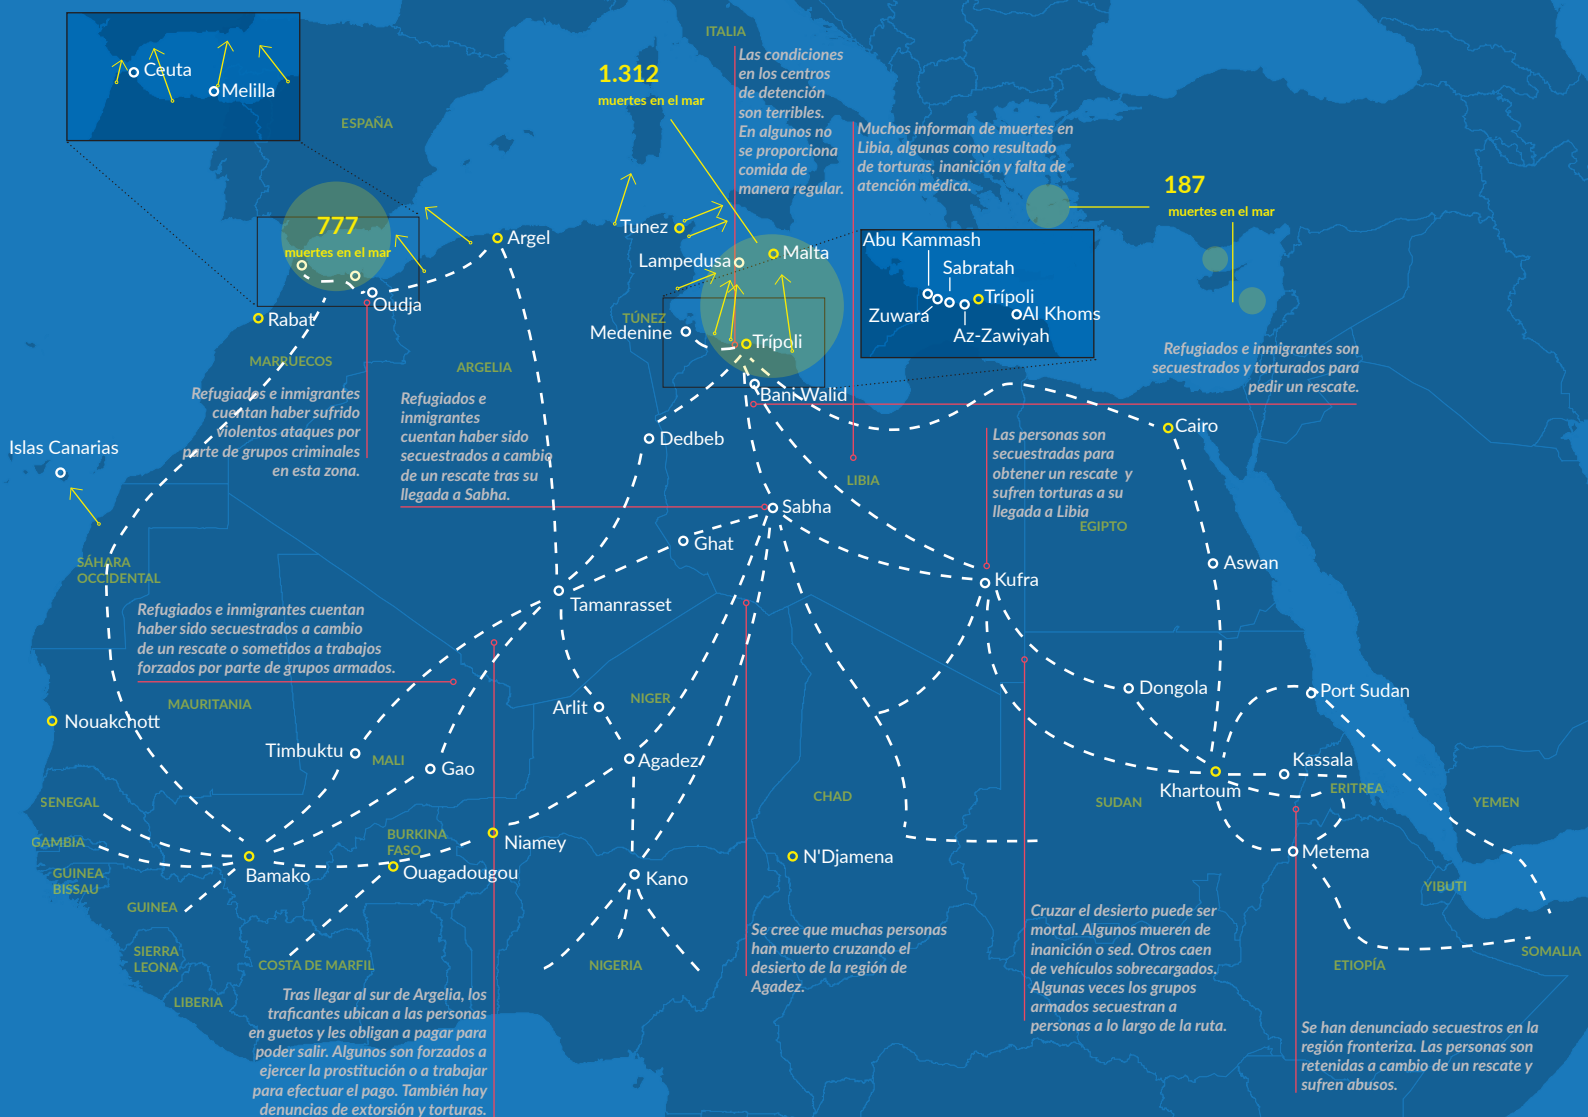 Ceuta
Melilla
ESPAÑA
ITALIA
1.312
muertes en el mar
Las condiciones
en los centros
de detención
son terribles.
En algunos no
se proporciona
comida de
manera regular.
Muchos informan de muertes en
Libia, algunas como resultado
de torturas, inanición y falta de
atención médica.
187
muertes en el mar
777
muertes en el mar
Argel
Tunez
Lampedusa
Malta
Abu Kammash
Sabratah
Trípoli
Zuwara
Al Khoms
Az-Zawiyah
Oudja
Rabat
TÚNEZ
Medenine
Trípoli
MARRUECOS
ARGELIA
Bani Walid
Refugiados e inmigrantes son
secuestrados y torturados para
pedir un rescate.
Refugiados e inmigrantes
cuentan haber sufrido
violentos ataques por
parte de grupos criminales
en esta zona.
Refugiados e
inmigrantes
cuentan haber sido
secuestrados a cambio
de un rescate tras su
llegada a Sabha.
Islas Canarias
Dedbeb
Cairo
Las personas son
secuestradas para
obtener un rescate y
sufren torturas a su
llegada a Libia
LIBIA
EGIPTO
Sabha
Ghat
Aswan
Kufra
SÁHARA
OCCIDENTAL
Tamanrasset
Refugiados e inmigrantes cuentan
haber sido secuestrados a cambio
de un rescate o sometidos a trabajos
forzados por parte de grupos armados.
MAURITANIA
Nouakchott
Arlit
NIGER
Dongola
Port Sudan
Timbuktu
MALI
Gao
Agadez
Kassala
Khartoum
ERITREA
SENEGAL
CHAD
SUDAN
YEMEN
GAMBIA
BURKINA
FASO
Niamey
GUINEA
BISSAU
Bamako
Ouagadougou
Kano
N'Djamena
Metema
YIBUTI
GUINEA
SIERRA
LEONA
COSTA DE MARFIL
NIGERIA
LIBERIA
Se cree que muchas personas
han muerto cruzando el
desierto de la región de
Agadez.
Cruzar el desierto puede ser
mortal. Algunos mueren de
inanición o sed. Otros caen
de vehículos sobrecargados.
Algunas veces los grupos
armados secuestran a
personas a lo largo de la ruta.
ETIOPÍA
SOMALIA
Tras llegar al sur de Argelia, los
traficantes ubican a las personas
en guetos y les obligan a pagar para
poder salir. Algunos son forzados a
ejercer la prostitución o a trabajar
para efectuar el pago. También hay
denuncias de extorsión y torturas.
Se han denunciado secuestros en la
región fronteriza. Las personas son
retenidas a cambio de un rescate y
sufren abusos.